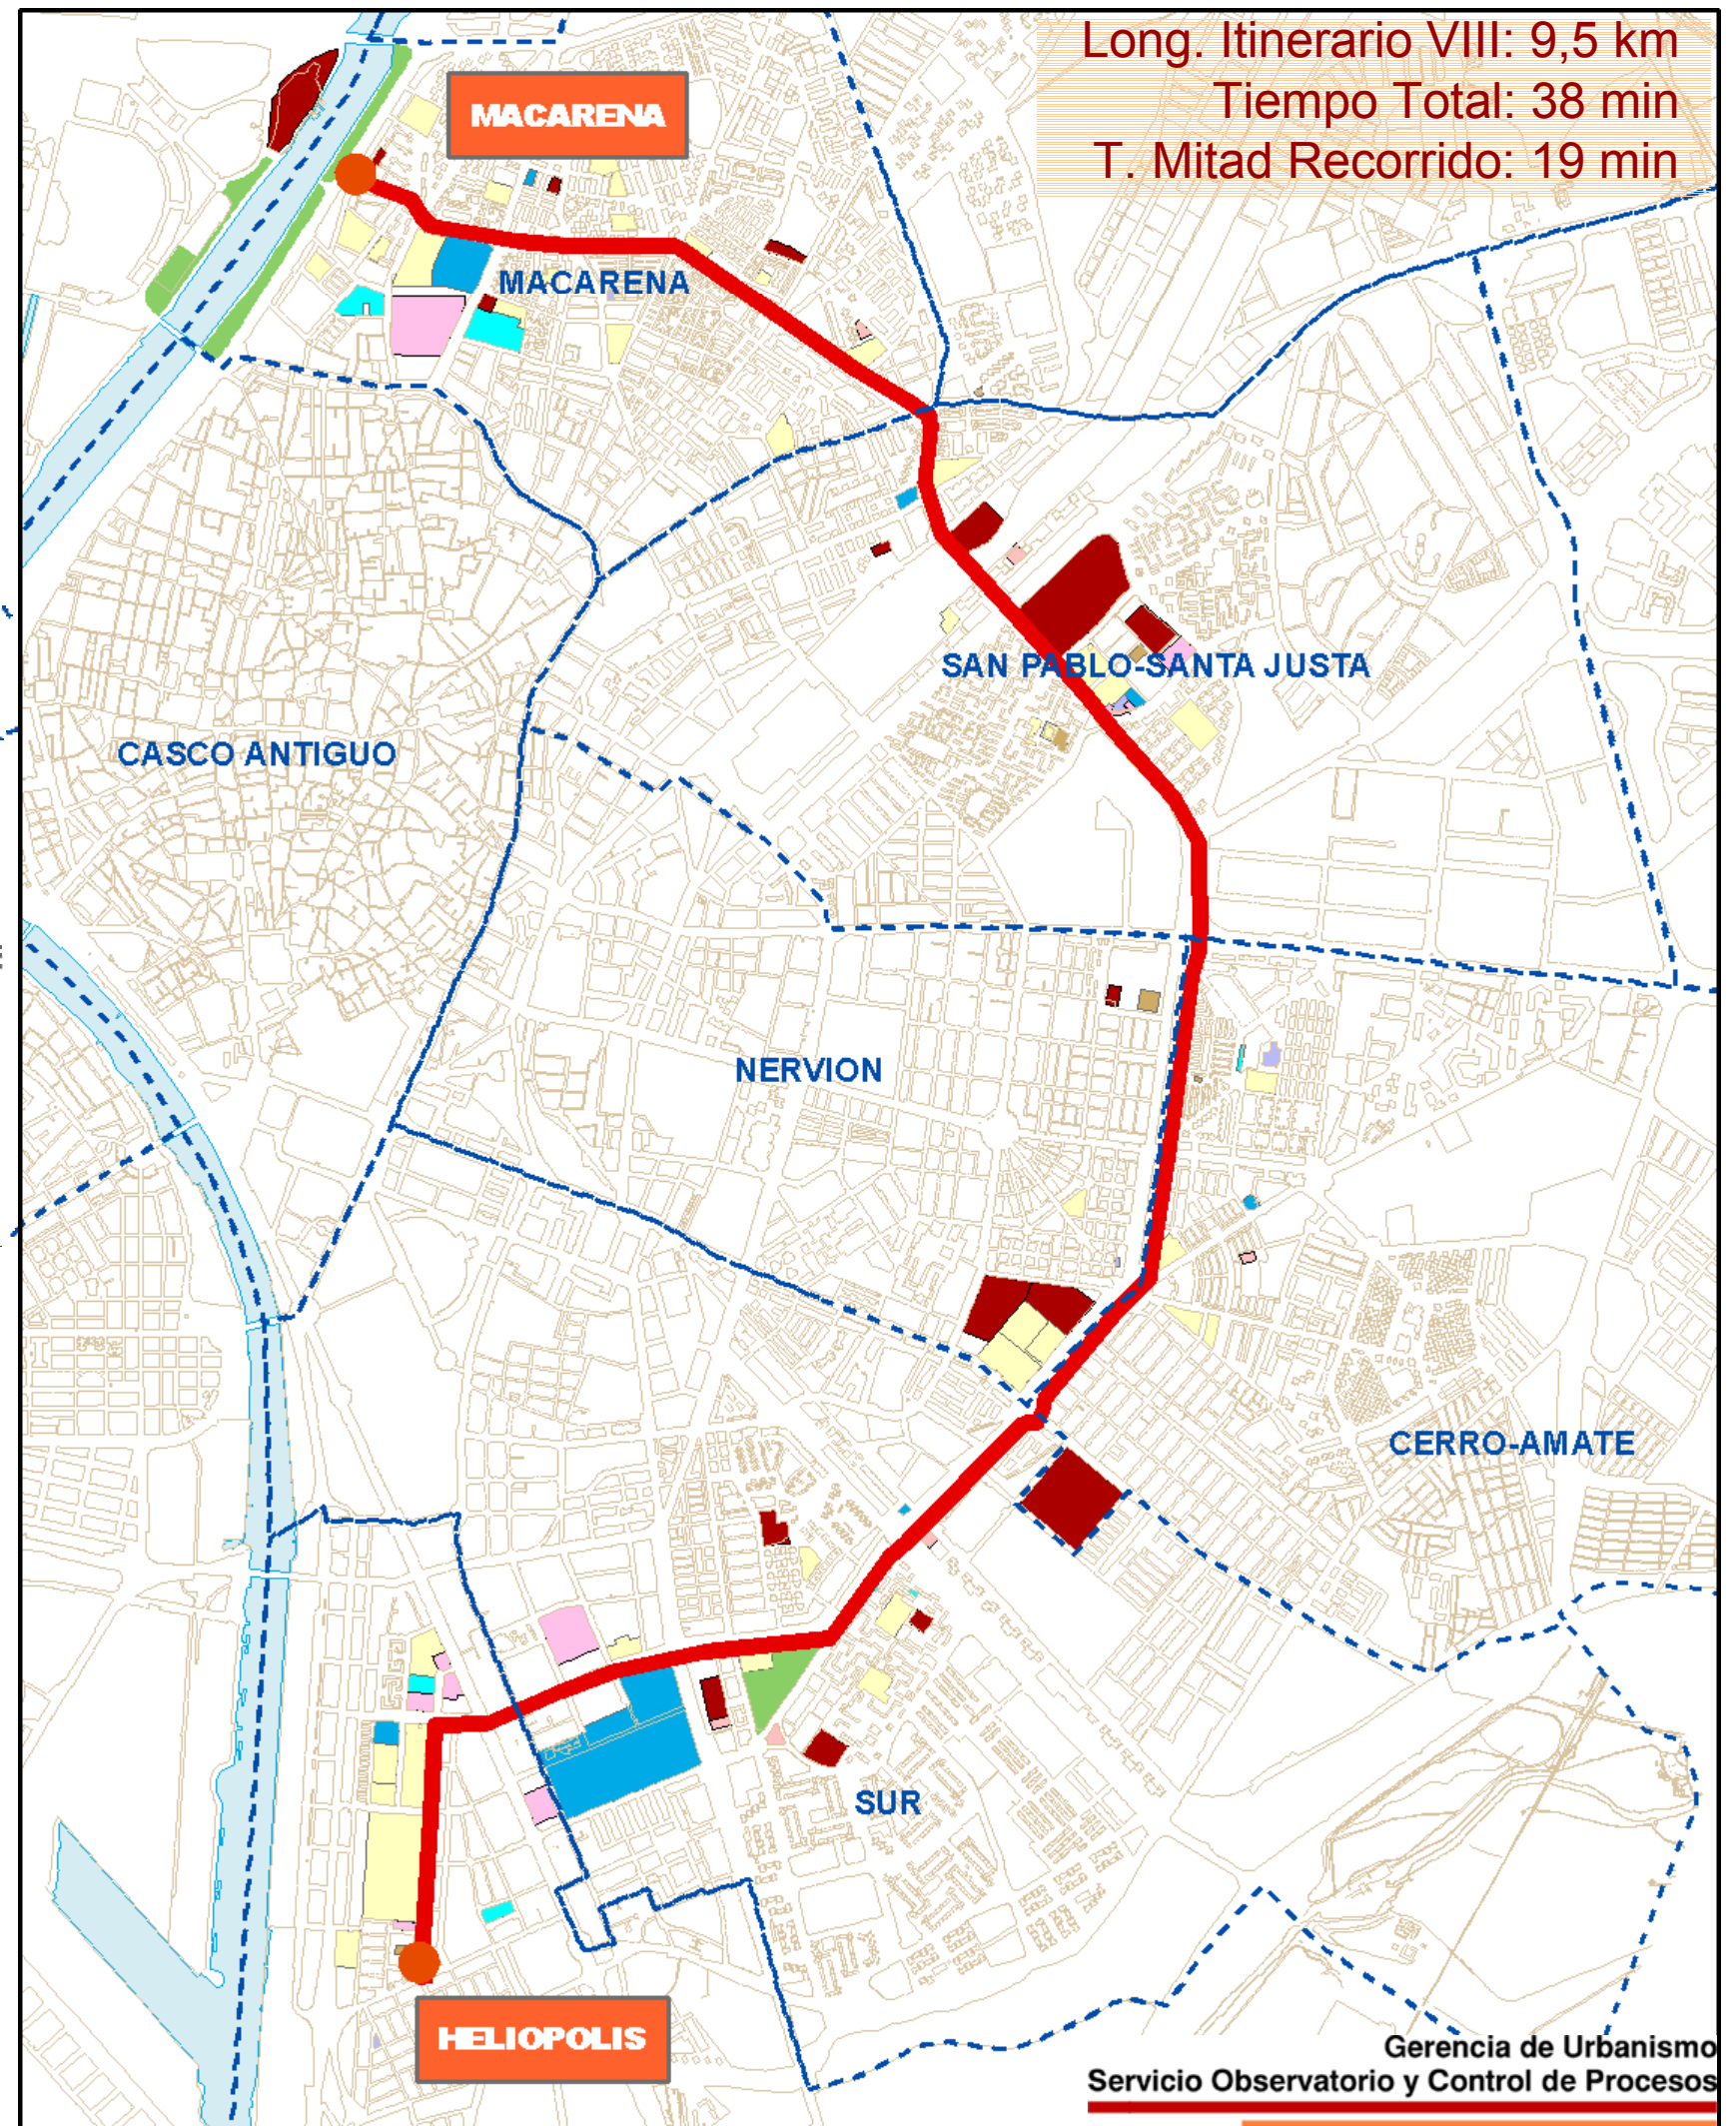 Long. Itinerario VIII: 9,5 km
Tiempo Total: 38 min
T. Mitad Recorrido: 19 min
MACARENA
MACARENA
SAN PABLO-SANTA JUSTA
CASCO ANTIGUO
NERVION
CERRO-AMATE
SUR
HELIOPOLIS
Gerencia de Urbanismo
Servicio Observatorio y Control de Procesos